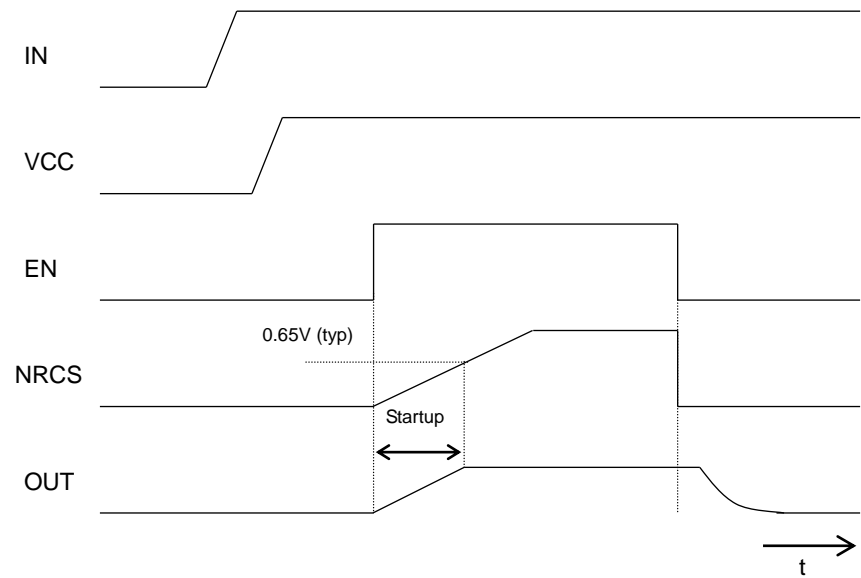 IN
VCC
EN
0.65V (typ)
NRCS
Startup
OUT
t